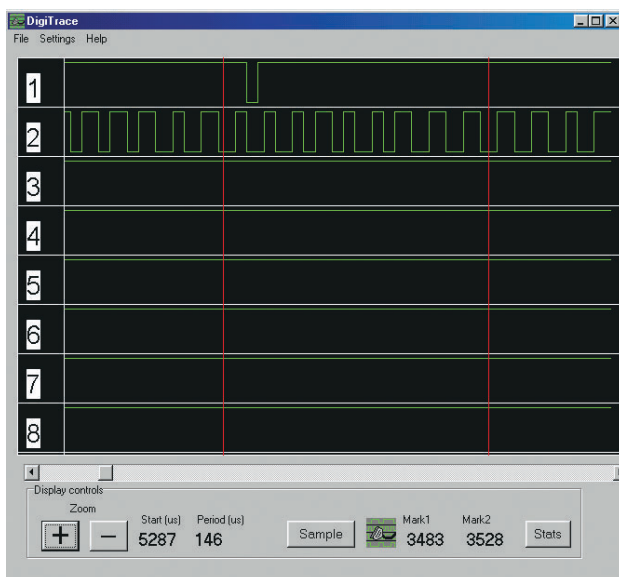 DigiTrace
File Settings Help
1
2
3
4
5
6
7
8
Display controls
Zoom
Start (us) Period (us) Mark1 Mark2
+ − 5287 146 Sample 3483 3528 Stats